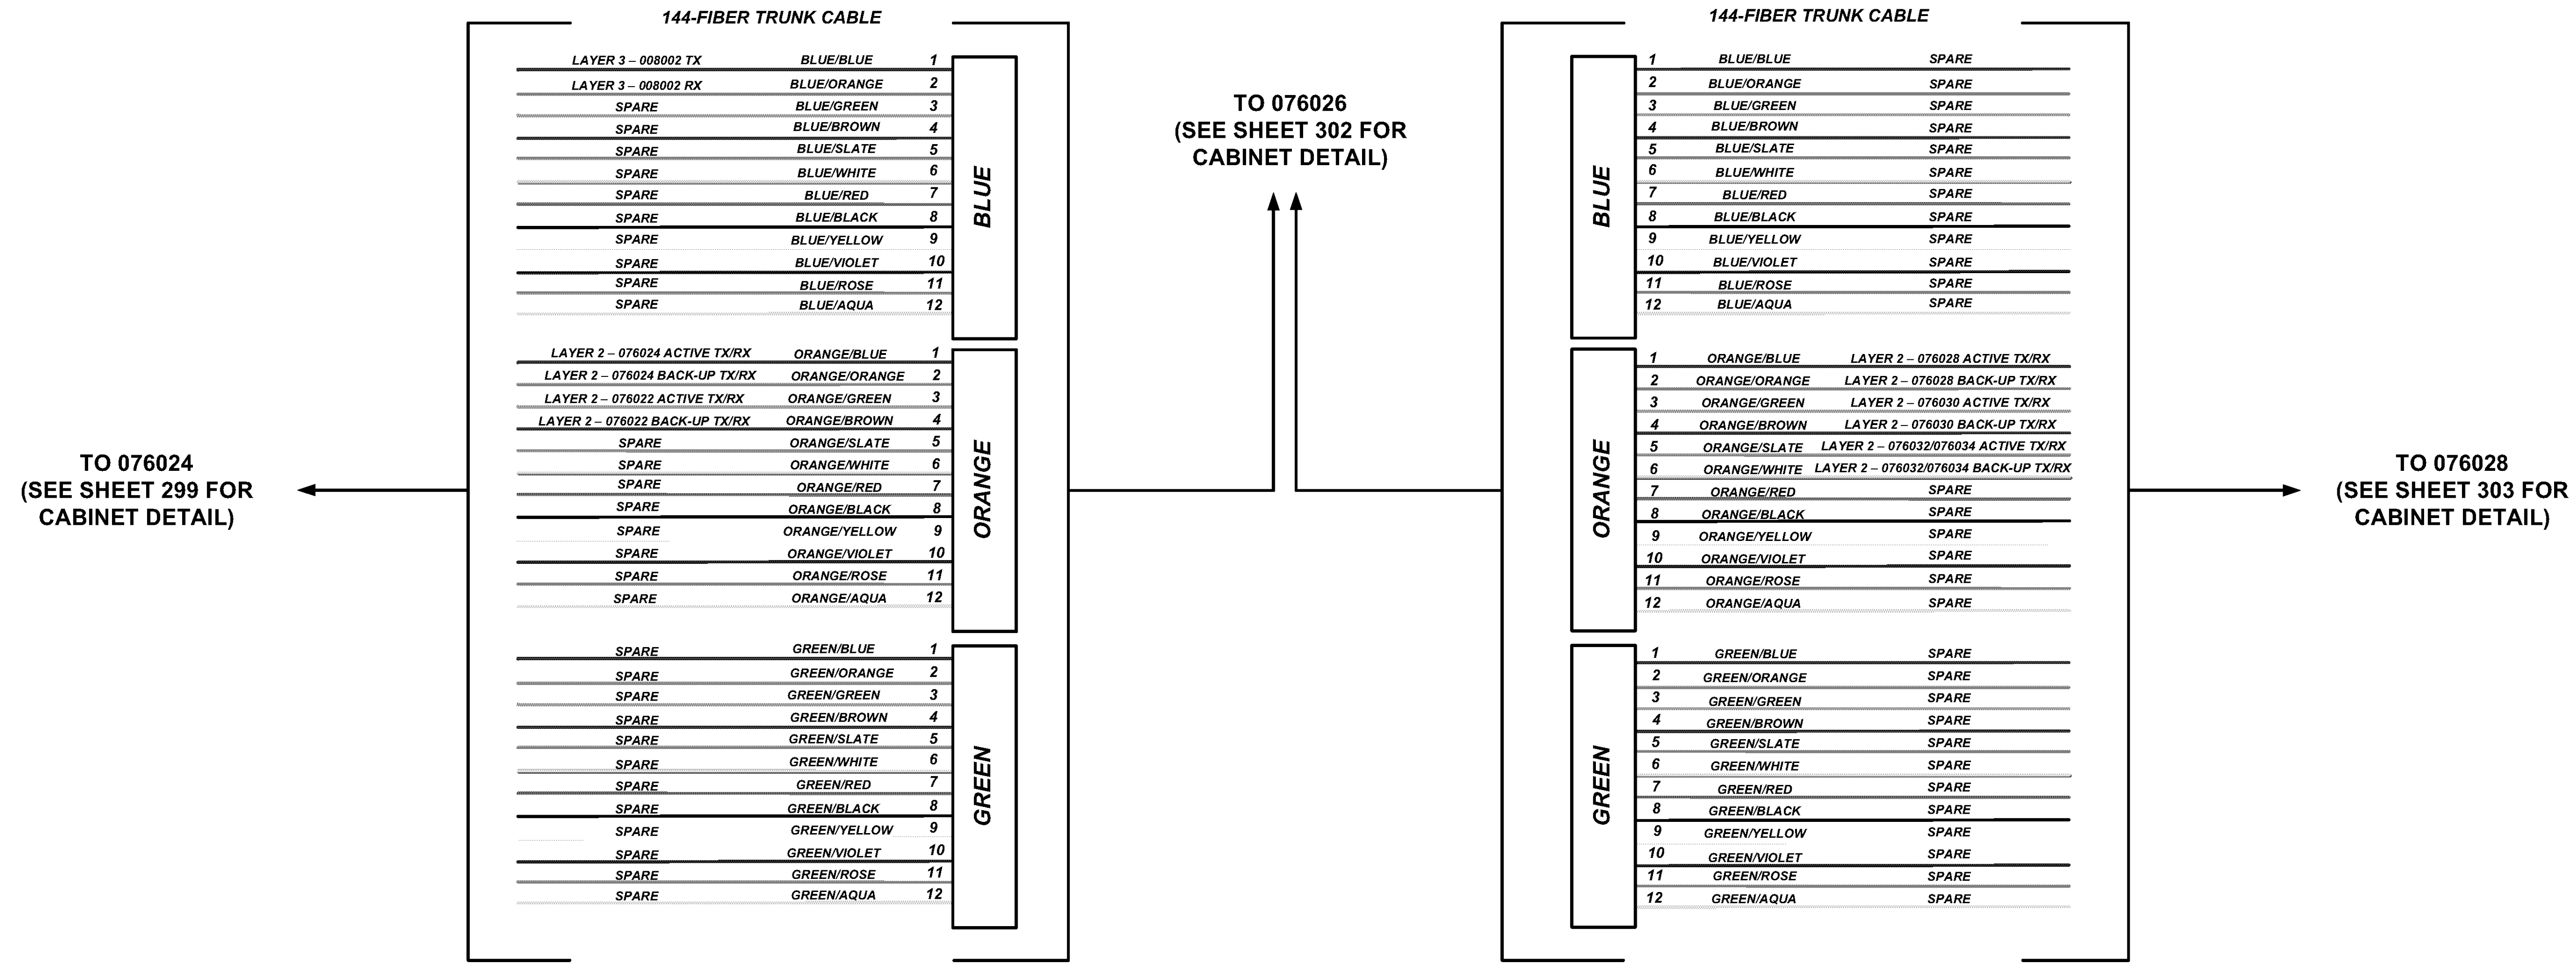 144-FIBER TRUNK CABLE
LAYER 3 – 008002 TX BLUE/BLUE 1
LAYER 3 – 008002 RX BLUE/ORANGE 2
SPARE BLUE/GREEN 3
SPARE BLUE/BROWN 4
SPARE BLUE/SLATE 5
SPARE BLUE/WHITE 6
SPARE BLUE/RED 7
SPARE BLUE/BLACK 8
SPARE BLUE/YELLOW 9
SPARE BLUE/VIOLET 10
SPARE BLUE/ROSE 11
SPARE BLUE/AQUA 12
BLUE
LAYER 2 – 076024 ACTIVE TX/RX ORANGE/BLUE 1
LAYER 2 – 076024 BACK-UP TX/RX ORANGE/ORANGE 2
LAYER 2 – 076022 ACTIVE TX/RX ORANGE/GREEN 3
LAYER 2 – 076022 BACK-UP TX/RX ORANGE/BROWN 4
SPARE ORANGE/SLATE 5
SPARE ORANGE/WHITE 6
SPARE ORANGE/RED 7
SPARE ORANGE/BLACK 8
SPARE ORANGE/YELLOW 9
SPARE ORANGE/VIOLET 10
SPARE ORANGE/ROSE 11
SPARE ORANGE/AQUA 12
ORANGE
SPARE GREEN/BLUE 1
SPARE GREEN/ORANGE 2
SPARE GREEN/GREEN 3
SPARE GREEN/BROWN 4
SPARE GREEN/SLATE 5
SPARE GREEN/WHITE 6
SPARE GREEN/RED 7
SPARE GREEN/BLACK 8
SPARE GREEN/YELLOW 9
SPARE GREEN/VIOLET 10
SPARE GREEN/ROSE 11
SPARE GREEN/AQUA 12
GREEN
TO 076024
(SEE SHEET 299 FOR
CABINET DETAIL)
TO 076026
(SEE SHEET 302 FOR
CABINET DETAIL)
144-FIBER TRUNK CABLE
BLUE
1 BLUE/BLUE SPARE
2 BLUE/ORANGE SPARE
3 BLUE/GREEN SPARE
4 BLUE/BROWN SPARE
5 BLUE/SLATE SPARE
6 BLUE/WHITE SPARE
7 BLUE/RED SPARE
8 BLUE/BLACK SPARE
9 BLUE/YELLOW SPARE
10 BLUE/VIOLET SPARE
11 BLUE/ROSE SPARE
12 BLUE/AQUA SPARE
ORANGE
1 ORANGE/BLUE LAYER 2 – 076028 ACTIVE TX/RX
2 ORANGE/ORANGE LAYER 2 – 076028 BACK-UP TX/RX
3 ORANGE/GREEN LAYER 2 – 076030 ACTIVE TX/RX
4 ORANGE/BROWN LAYER 2 – 076030 BACK-UP TX/RX
5 ORANGE/SLATE LAYER 2 – 076032/076034 ACTIVE TX/RX
6 ORANGE/WHITE LAYER 2 – 076032/076034 BACK-UP TX/RX
7 ORANGE/RED SPARE
8 ORANGE/BLACK SPARE
9 ORANGE/YELLOW SPARE
10 ORANGE/VIOLET SPARE
11 ORANGE/ROSE SPARE
12 ORANGE/AQUA SPARE
GREEN
1 GREEN/BLUE SPARE
2 GREEN/ORANGE SPARE
3 GREEN/GREEN SPARE
4 GREEN/BROWN SPARE
5 GREEN/SLATE SPARE
6 GREEN/WHITE SPARE
7 GREEN/RED SPARE
8 GREEN/BLACK SPARE
9 GREEN/YELLOW SPARE
10 GREEN/VIOLET SPARE
11 GREEN/ROSE SPARE
12 GREEN/AQUA SPARE
TO 076028
(SEE SHEET 303 FOR
CABINET DETAIL)